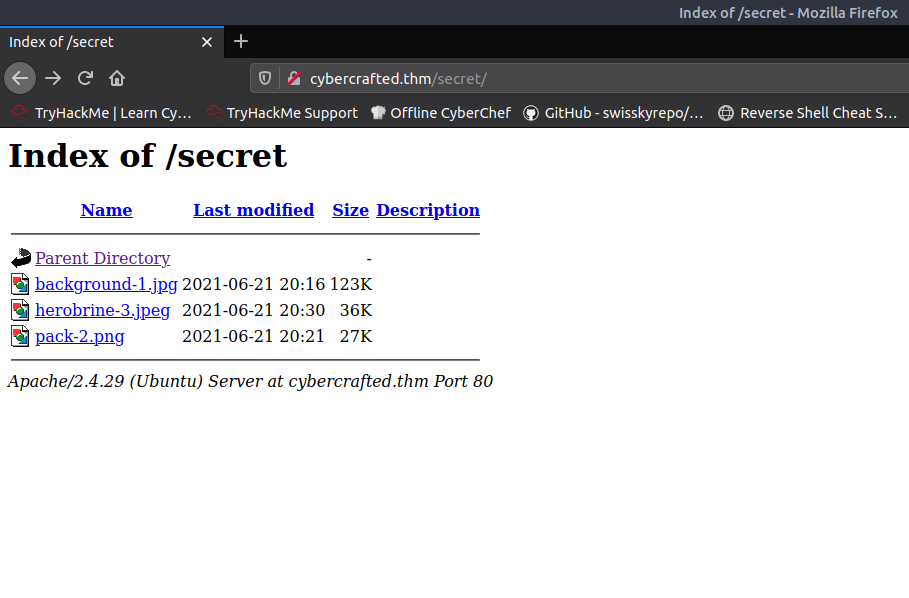 Index of /secret - Mozilla Firefox
Index of /secret
cybercrafted.thm/secret/
TryHackMe | Learn Cy… TryHackMe Support Offline CyberChef GitHub - swisskyrepo/… Reverse Shell Cheat S…
Index of /secret
Name Last modified Size Description
Parent Directory -
background-1.jpg 2021-06-21 20:16 123K
herobrine-3.jpeg 2021-06-21 20:30 36K
pack-2.png 2021-06-21 20:21 27K
Apache/2.4.29 (Ubuntu) Server at cybercrafted.thm Port 80